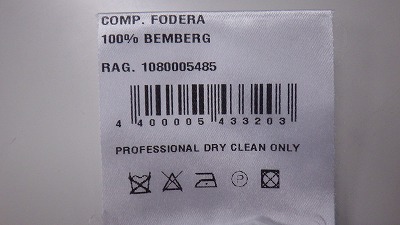 COMP. FODERA
100% BEMBERG
RAG. 1080005485
4 400005 433203
PROFESSIONAL DRY CLEAN ONLY
P